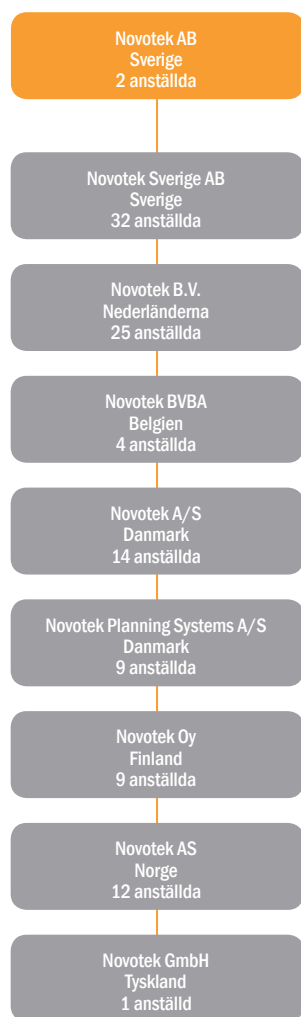 Novotek AB
Sverige
2 anställda
Novotek Sverige AB
Sverige
32 anställda
Novotek B.V.
Nederländerna
25 anställda
Novotek BVBA
Belgien
4 anställda
Novotek A/S
Danmark
14 anställda
Novotek Planning Systems A/S
Danmark
9 anställda
Novotek Oy
Finland
9 anställda
Novotek AS
Norge
12 anställda
Novotek GmbH
Tyskland
1 anställd